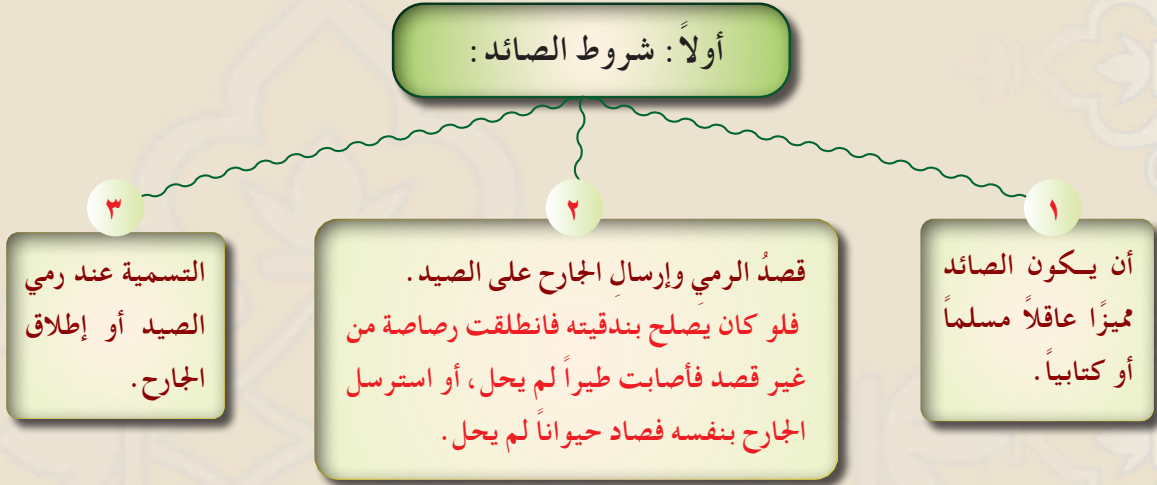 أولاً : شروط الصائد :
١
أن يـكون الصائد
مميزًا عاقلاً مسلماً
أو كتابياً.
٢
قصدُ الرميِ وإرسالِ الجارح على الصيد.
فلو كان يصلح بندقيته فانطلقت رصاصة من
غير قصد فأصابت طيراً لم يحل، أو استرسل
الجارح بنفسه فصاد حيواناً لم يحل.
٣
التسمية عند رمي
الصيد أو إطلاق
الجارح.